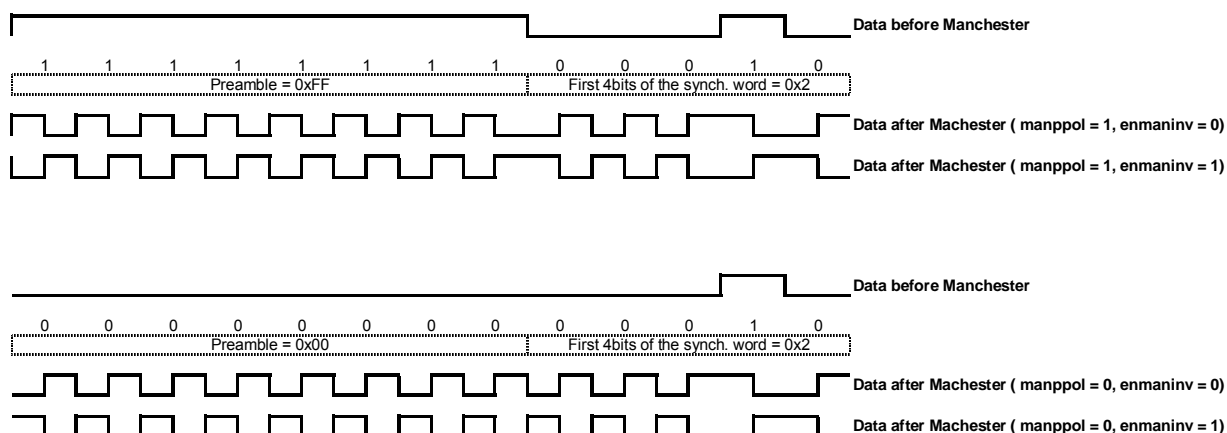 Data before Manchester
1 1 1 1 1 1 1 1 0 0 0 1 0
Preamble = 0xFF First 4bits of the synch. word = 0x2
Data after Machester ( manppol = 1, enmaninv = 0)
Data after Machester ( manppol = 1, enmaninv = 1)
Data before Manchester
0 0 0 0 0 0 0 0 0 0 0 1 0
Preamble = 0x00 First 4bits of the synch. word = 0x2
Data after Machester ( manppol = 0, enmaninv = 0)
Data after Machester ( manppol = 0, enmaninv = 1)